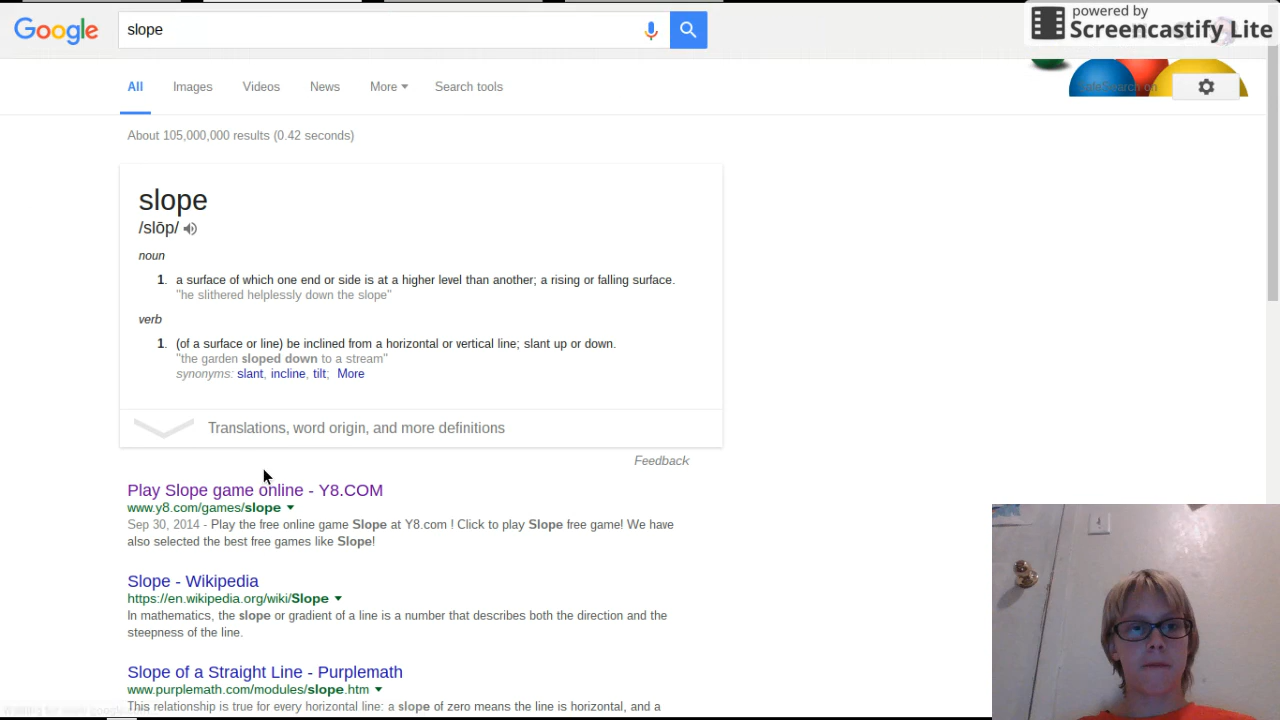 powered by
Screencastify Lite
Google
slope
All Images Videos News More Search tools
SafeSearch on
About 105,000,000 results (0.42 seconds)
slope
/slōp/
noun
1. a surface of which one end or side is at a higher level than another; a rising or falling surface.
"he slithered helplessly down the slope"
verb
1. (of a surface or line) be inclined from a horizontal or vertical line; slant up or down.
"the garden sloped down to a stream"
synonyms: slant, incline, tilt; More
Translations, word origin, and more definitions
Feedback
Play Slope game online - Y8.COM
www.y8.com/games/slope
Sep 30, 2014 - Play the free online game Slope at Y8.com ! Click to play Slope free game! We have
also selected the best free games like Slope!
Slope - Wikipedia
https://en.wikipedia.org/wiki/Slope
In mathematics, the slope or gradient of a line is a number that describes both the direction and the
steepness of the line.
Slope of a Straight Line - Purplemath
www.purplemath.com/modules/slope.htm
This relationship is true for every horizontal line: a slope of zero means the line is horizontal, and a